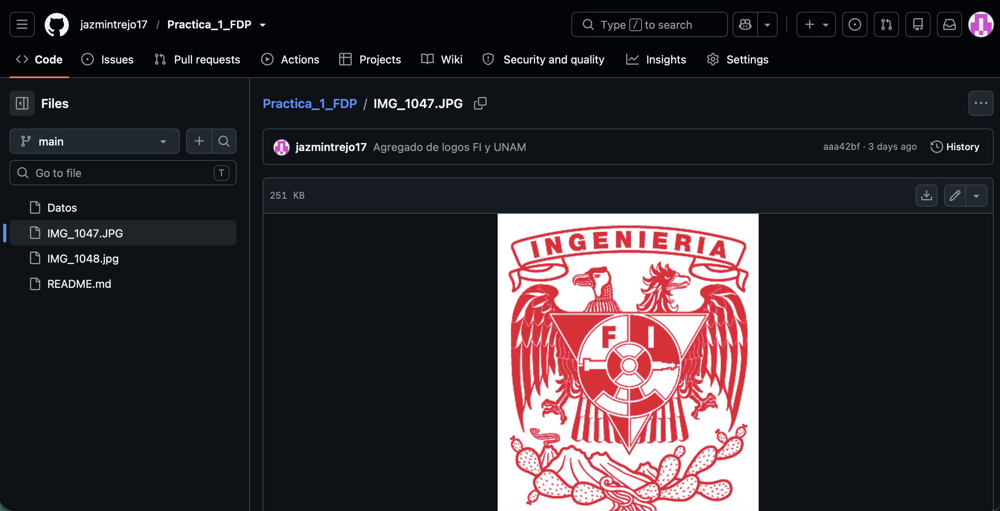 jazmintrejo17 / Practica_1_FDP
Type / to search
Code
Issues
Pull requests
Actions
Projects
Wiki
Security and quality
Insights
Settings
Files
main
Go to file
T
Datos
IMG_1047.JPG
IMG_1048.jpg
README.md
Practica_1_FDP / IMG_1047.JPG
jazmintrejo17 Agregado de logos FI y UNAM
aaa42bf · 3 days ago
History
251 KB
INGENIERIA
F I